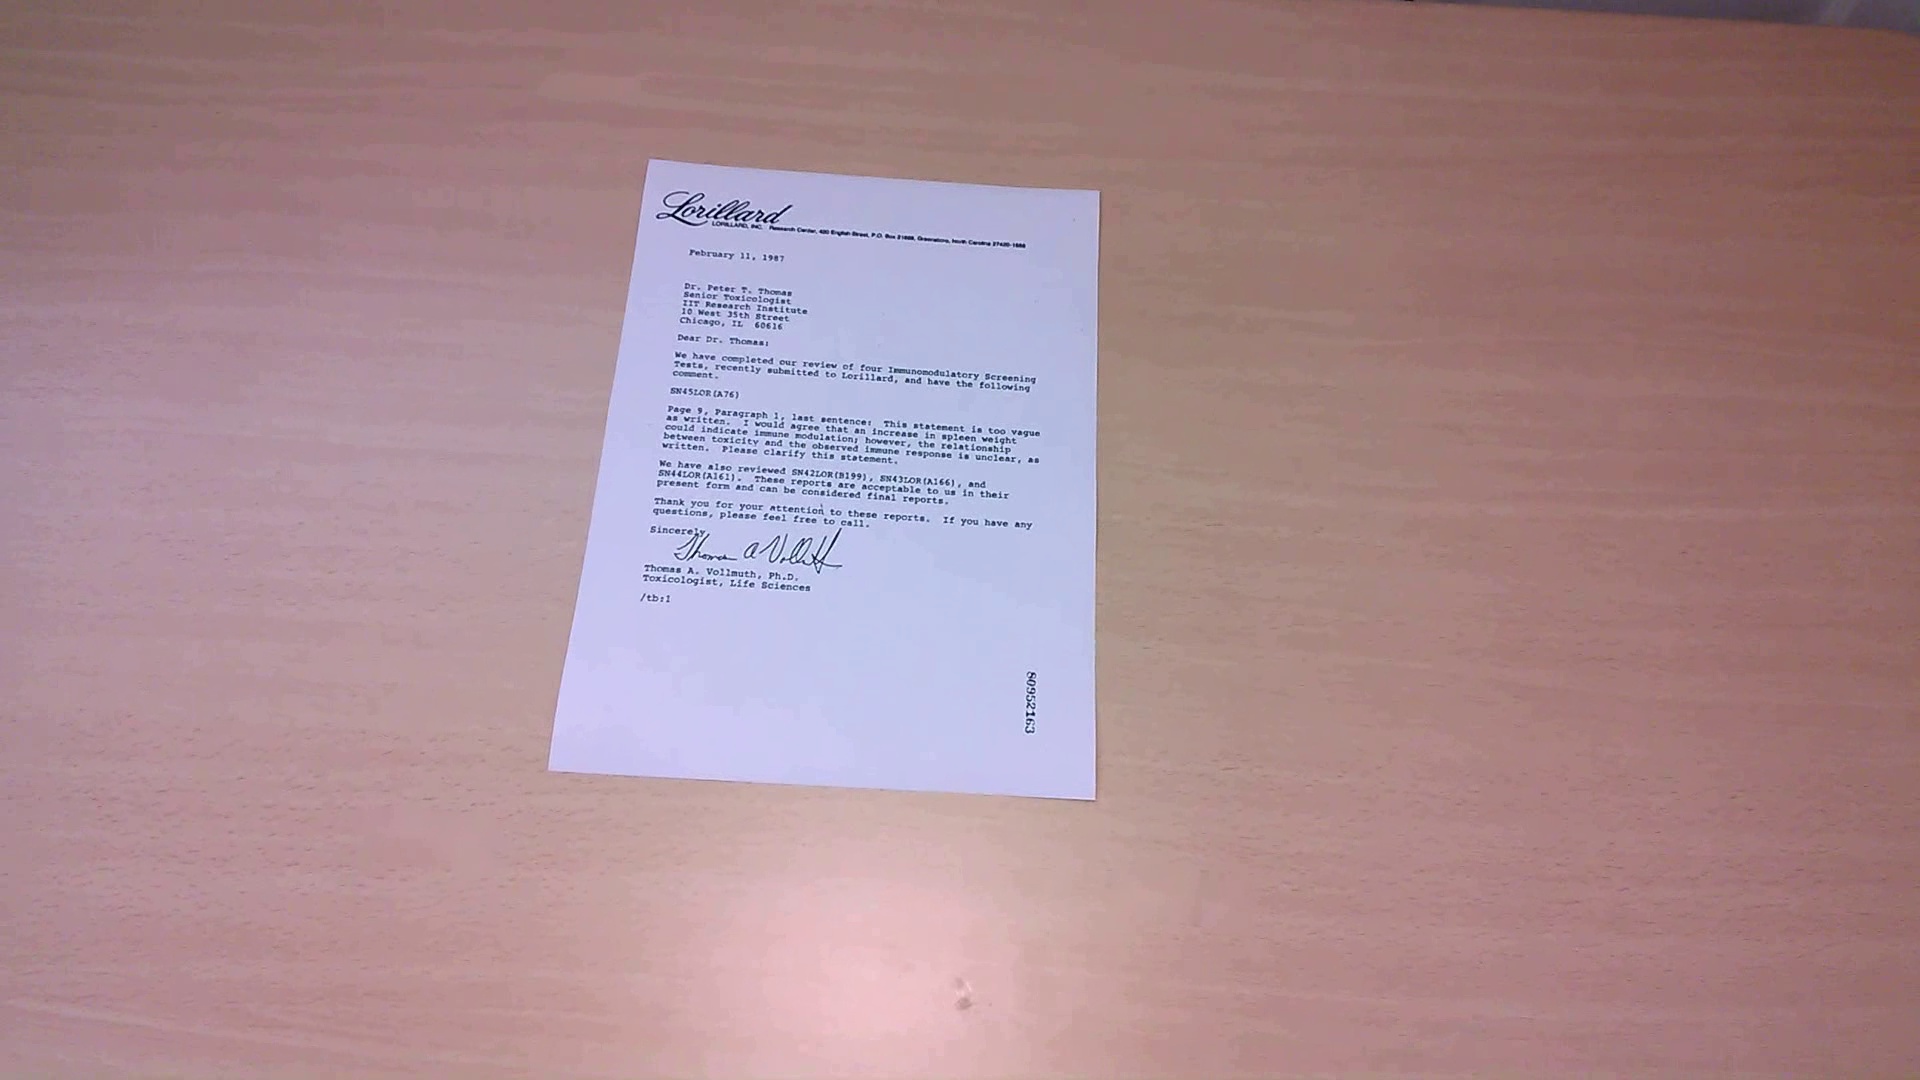 Lorillard
LORILLARD, INC. Research Center, 420 English Street, P.O. Box 21688, Greensboro, North Carolina 27420-1688
February 11, 1987
Dr. Peter T. Thomas
Senior Toxicologist
IIT Research Institute
10 West 35th Street
Chicago, IL 60616
Dear Dr. Thomas:
We have completed our review of four Immunomodulatory Screening
Tests, recently submitted to Lorillard, and have the following
comment.
SN45LOR(A76)
Page 9, Paragraph 1, last sentence: This statement is too vague
as written. I would agree that an increase in spleen weight
could indicate immune modulation; however, the relationship
between toxicity and the observed immune response is unclear, as
written. Please clarify this statement.
We have also reviewed SN42LOR(B199), SN43LOR(A166), and
SN44LOR(A161). These reports are acceptable to us in their
present form and can be considered final reports.
Thank you for your attention to these reports. If you have any
questions, please feel free to call.
Sincerely,
Thomas A. Vollmuth, Ph.D.
Toxicologist, Life Sciences
/tb:1
80952163